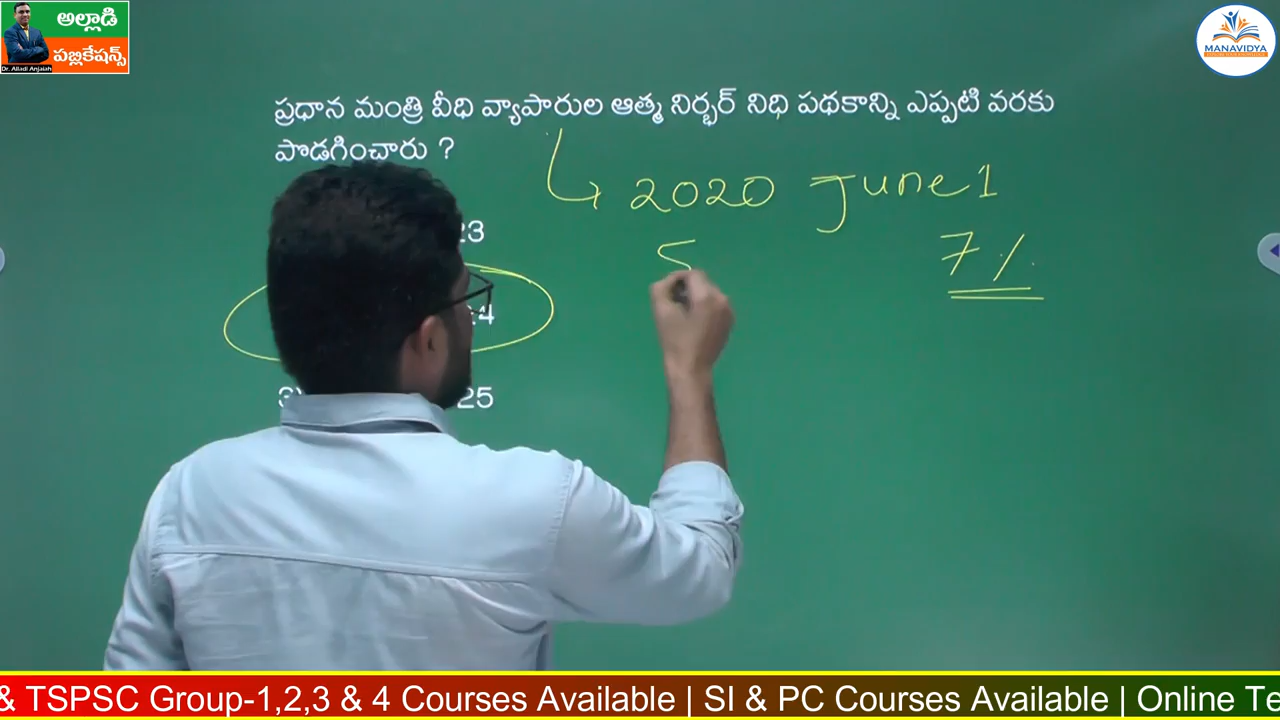 అల్లాడి
పబ్లికేషన్స్
Dr. Alladi Anjaiah
MANAVIDYA
ప్రధాన మంత్రి వీధి వ్యాపారుల ఆత్మ నిర్భర్ నిధి పథకాన్ని ఎప్పటి వరకు
పొడగించారు ?
2020 June 1
23
5
7%
24
3) 25
& TSPSC Group-1,2,3 & 4 Courses Available | SI & PC Courses Available | Online Te